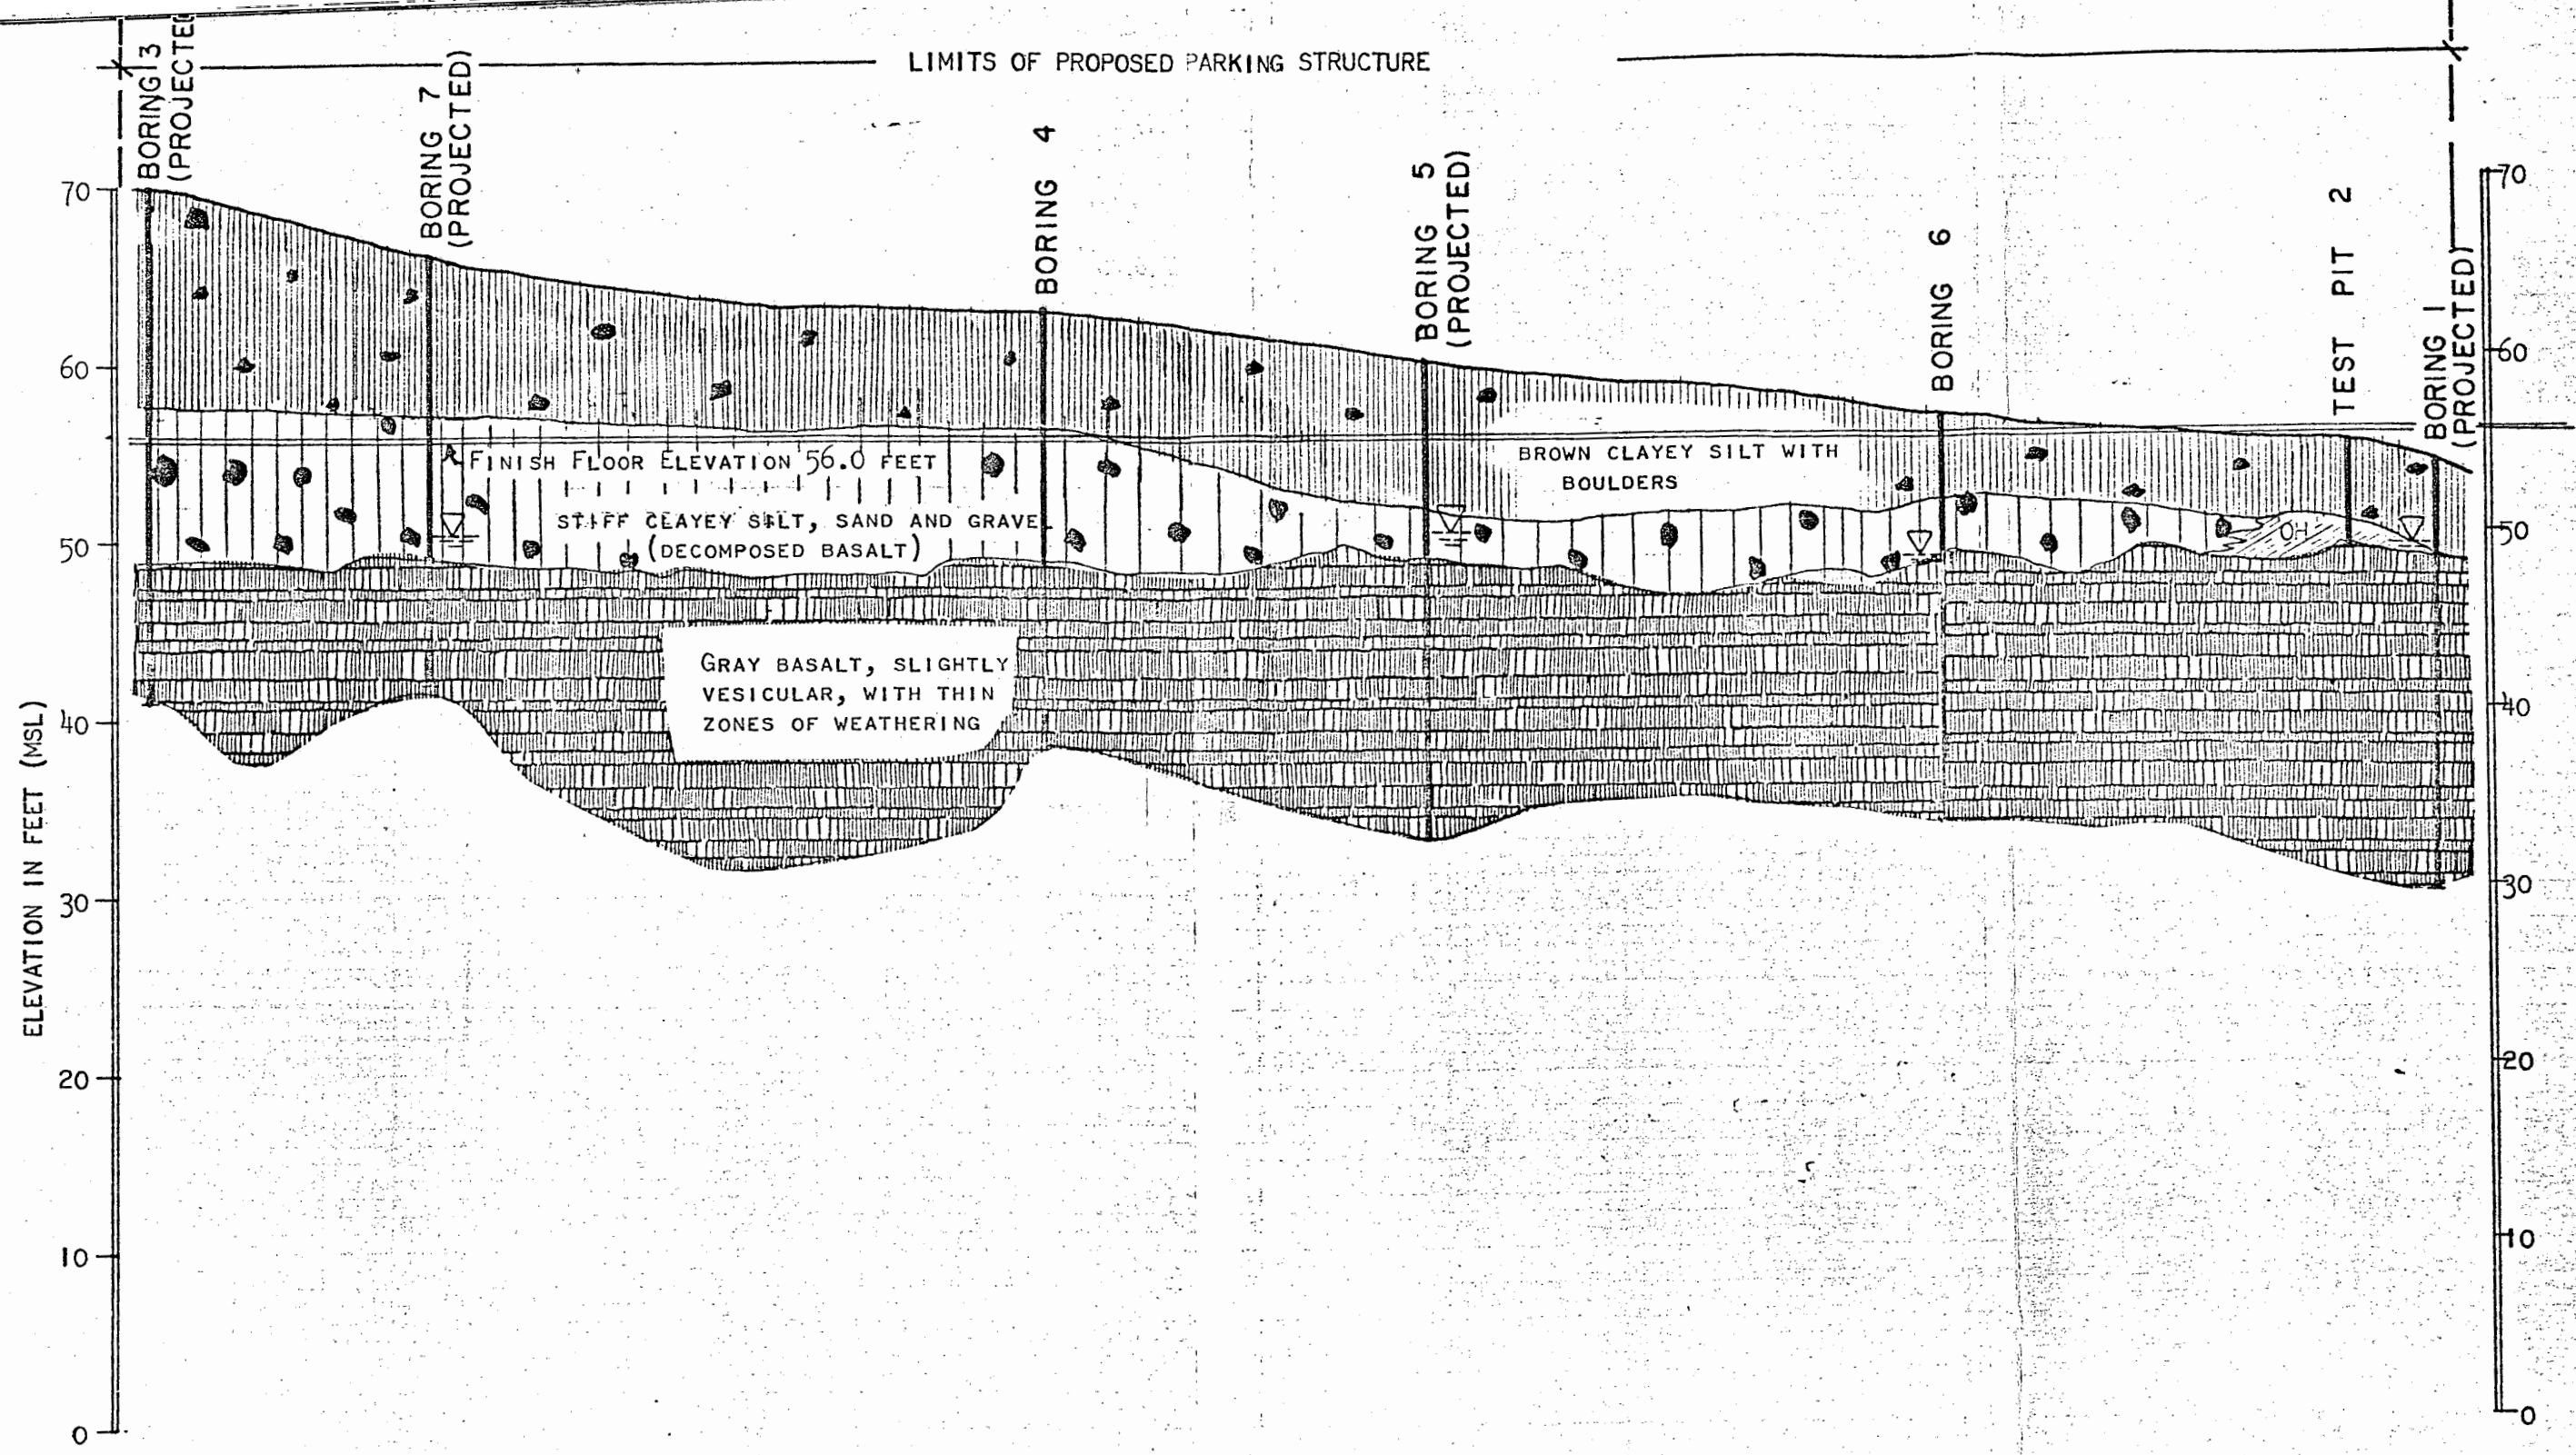 LIMITS OF PROPOSED PARKING STRUCTURE
BORING 3
(PROJECTED
BORING 7
(PROJECTED)
BORING 4
BORING 5
(PROJECTED)
BORING 6
TEST PIT 2
BORING 1
(PROJECTED)
70
60
50
40
30
20
10
0
ELEVATION IN FEET (MSL)
FINISH FLOOR ELEVATION 56.0 FEET
STIFF CLAYEY SILT, SAND AND GRAVEL
(DECOMPOSED BASALT)
BROWN CLAYEY SILT WITH
BOULDERS
OH
GRAY BASALT, SLIGHTLY
VESICULAR, WITH THIN
ZONES OF WEATHERING
70
60
50
40
30
20
10
0